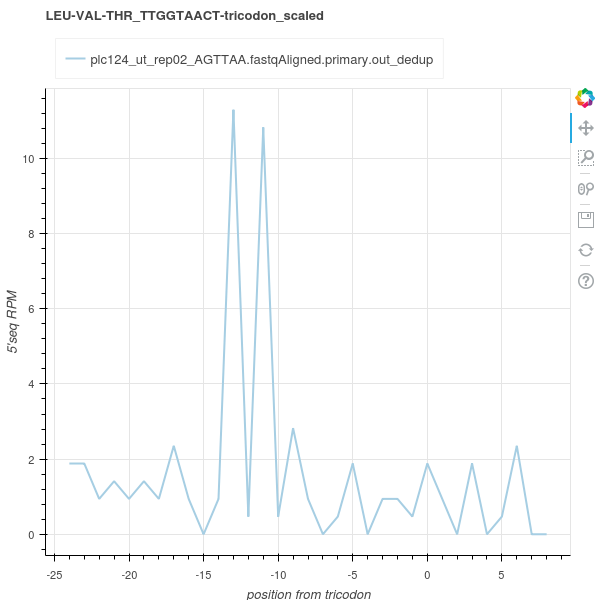 LEU-VAL-THR_TTGGTAACT-tricodon_scaled
plc124_ut_rep02_AGTTAA.fastqAligned.primary.out_dedup
10
8
6
4
2
0
5'seq RPM
-25 -20 -15 -10 -5 0 5
position from tricodon